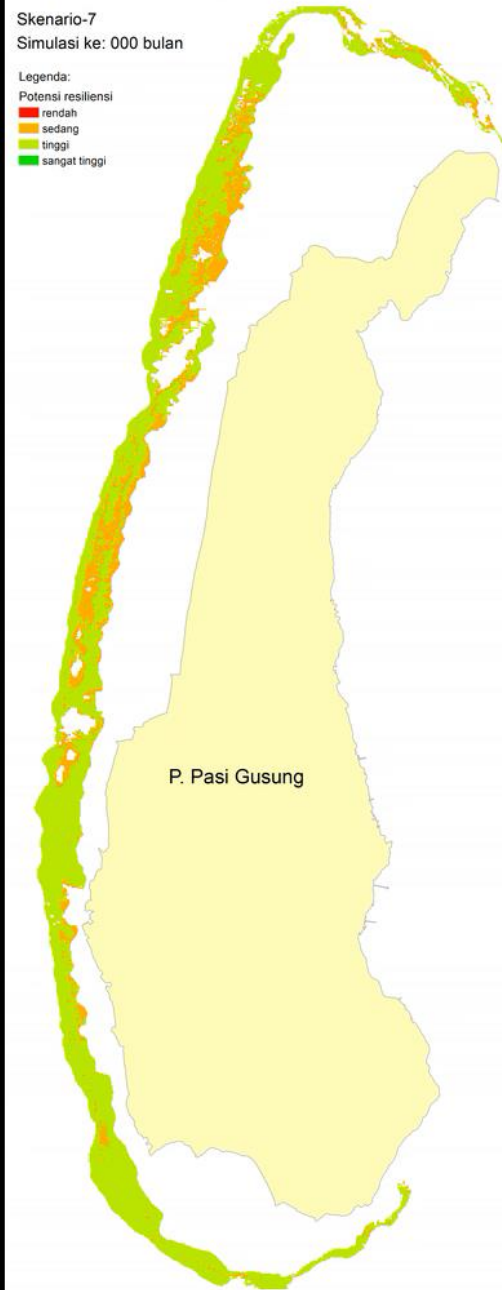 Skenario-7
Simulasi ke: 000 bulan
Legenda:
Potensi resiliensi
rendah
sedang
tinggi
sangat tinggi
P. Pasi Gusung